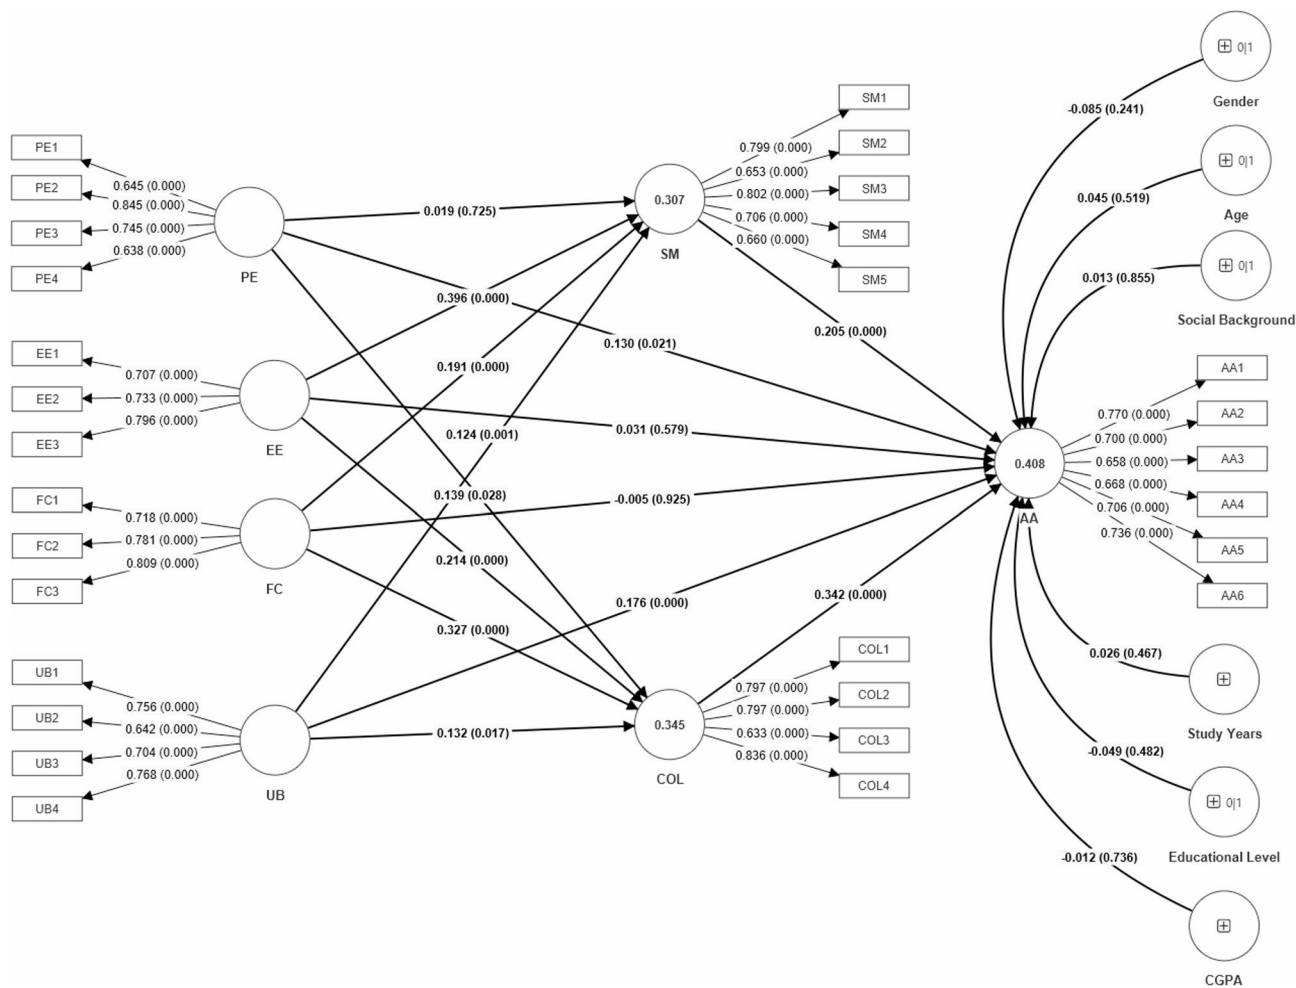 PE1
PE2
PE3
PE4
0.645 (0.000)
0.845 (0.000)
0.745 (0.000)
0.638 (0.000)
PE
EE1
EE2
EE3
0.707 (0.000)
0.733 (0.000)
0.796 (0.000)
EE
FC1
FC2
FC3
0.718 (0.000)
0.781 (0.000)
0.809 (0.000)
FC
UB1
UB2
UB3
UB4
0.756 (0.000)
0.642 (0.000)
0.704 (0.000)
0.768 (0.000)
UB
0.019 (0.725)
0.396 (0.000)
0.191 (0.000)
0.124 (0.001)
0.139 (0.028)
0.214 (0.000)
0.327 (0.000)
0.132 (0.017)
0.130 (0.021)
0.031 (0.579)
-0.005 (0.925)
0.176 (0.000)
0.307
SM
0.799 (0.000)
0.653 (0.000)
0.802 (0.000)
0.706 (0.000)
0.660 (0.000)
SM1
SM2
SM3
SM4
SM5
0.205 (0.000)
0.342 (0.000)
0.345
COL
0.797 (0.000)
0.797 (0.000)
0.633 (0.000)
0.836 (0.000)
COL1
COL2
COL3
COL4
0.408
AA
0.770 (0.000)
0.700 (0.000)
0.658 (0.000)
0.668 (0.000)
0.706 (0.000)
0.736 (0.000)
AA1
AA2
AA3
AA4
AA5
AA6
-0.085 (0.241)
0|1
Gender
0.045 (0.519)
0|1
Age
0.013 (0.855)
0|1
Social Background
0.026 (0.467)
Study Years
-0.049 (0.482)
0|1
Educational Level
-0.012 (0.736)
CGPA